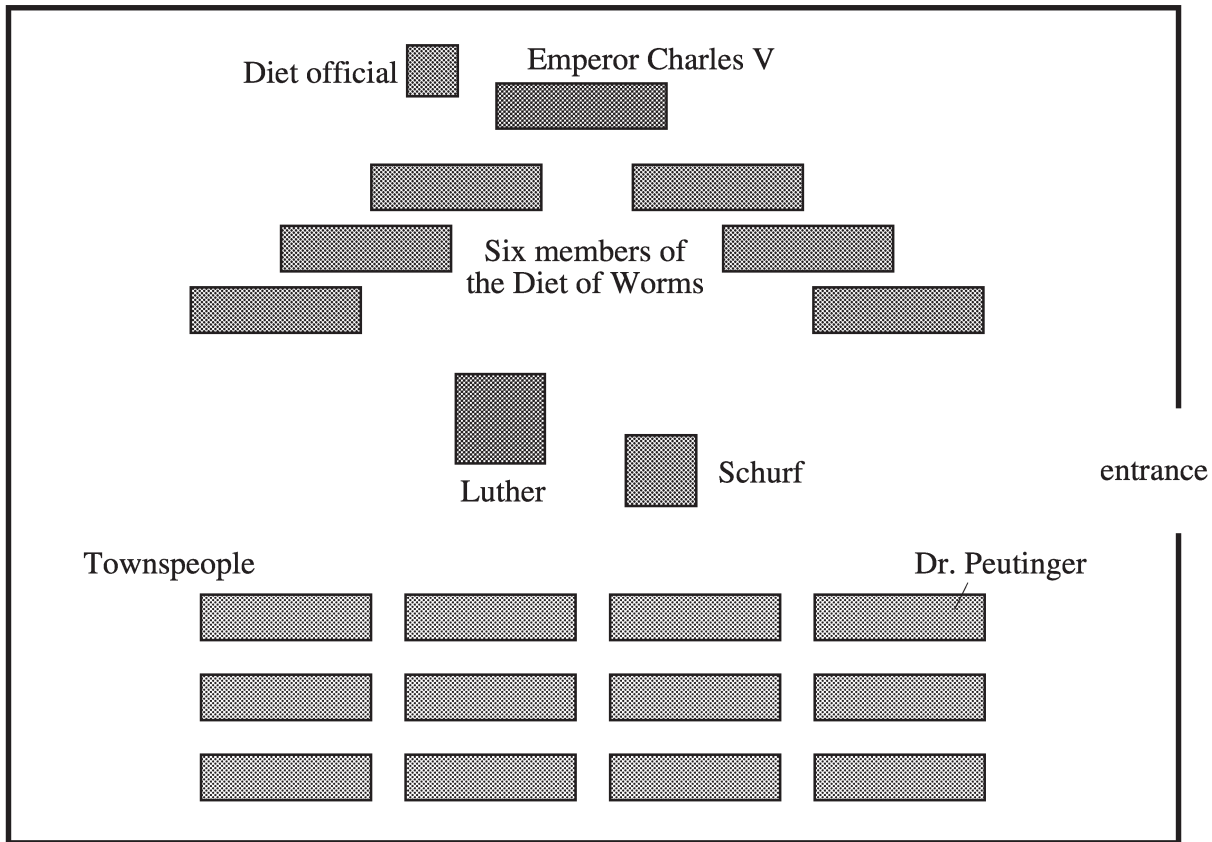 Diet official
Emperor Charles V
Six members of
the Diet of Worms
Luther
Schurf
entrance
Townspeople
Dr. Peutinger